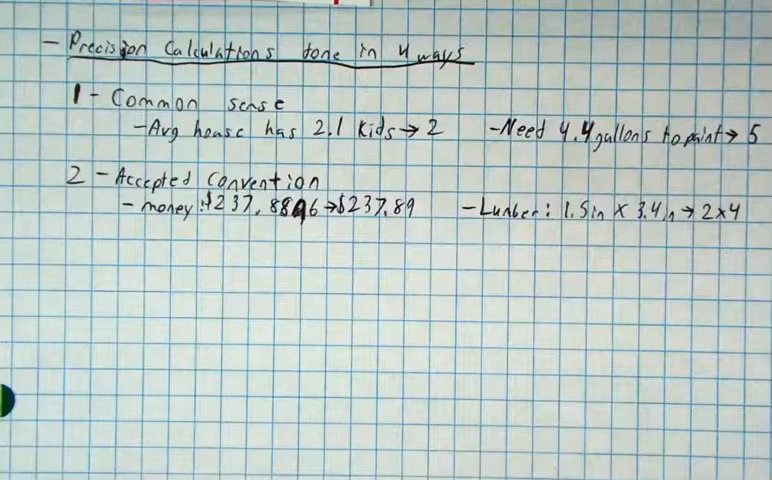 - Precision Calculations done in 4 ways
1 - Common sense
- Avg house has 2.1 kids → 2 - Need 4.4 gallons to paint → 5
2 - Accepted convention
- money: $237.8896 → $237.89 - Lumber: 1.5in X 3.4in → 2x4